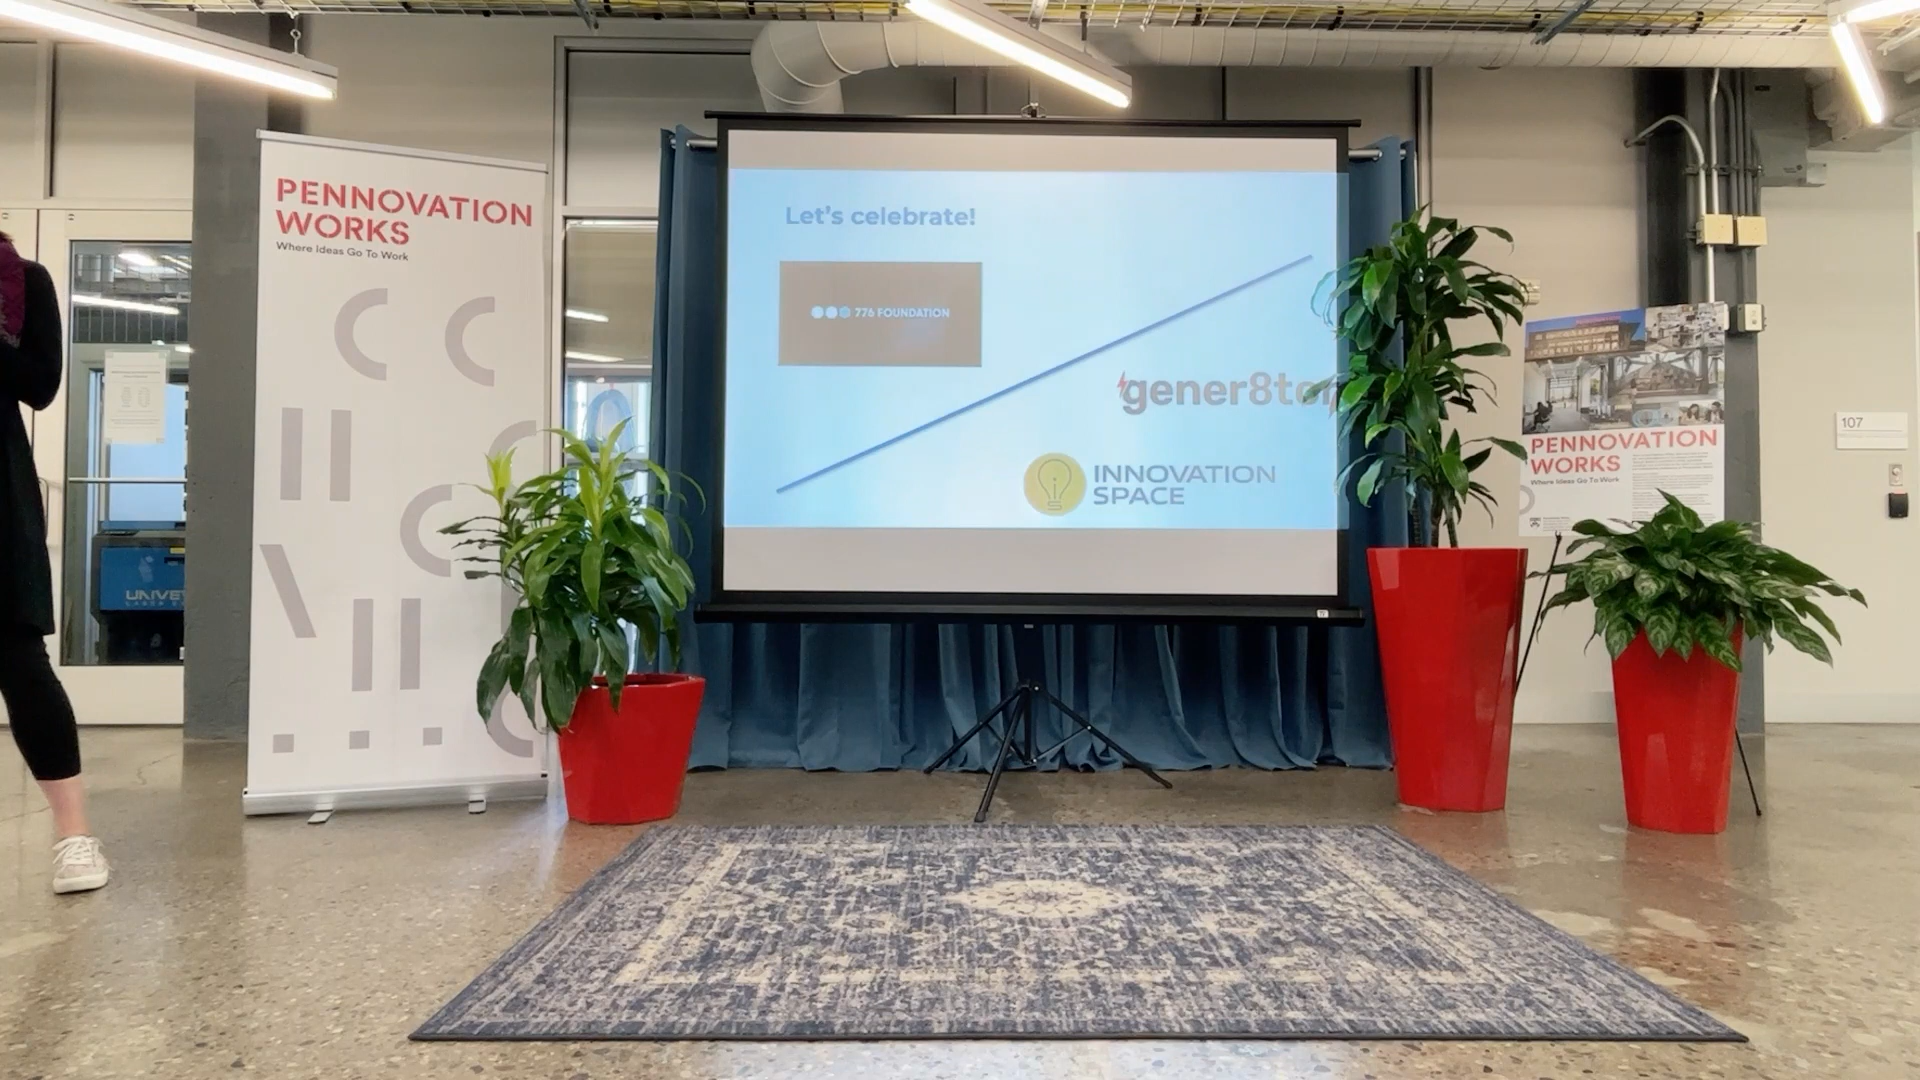 PENNOVATION
WORKS
Where Ideas Go To Work
Let's celebrate!
776 FOUNDATION
gener8tor
INNOVATION
SPACE
PENNOVATION
WORKS
Where Ideas Go To Work
107